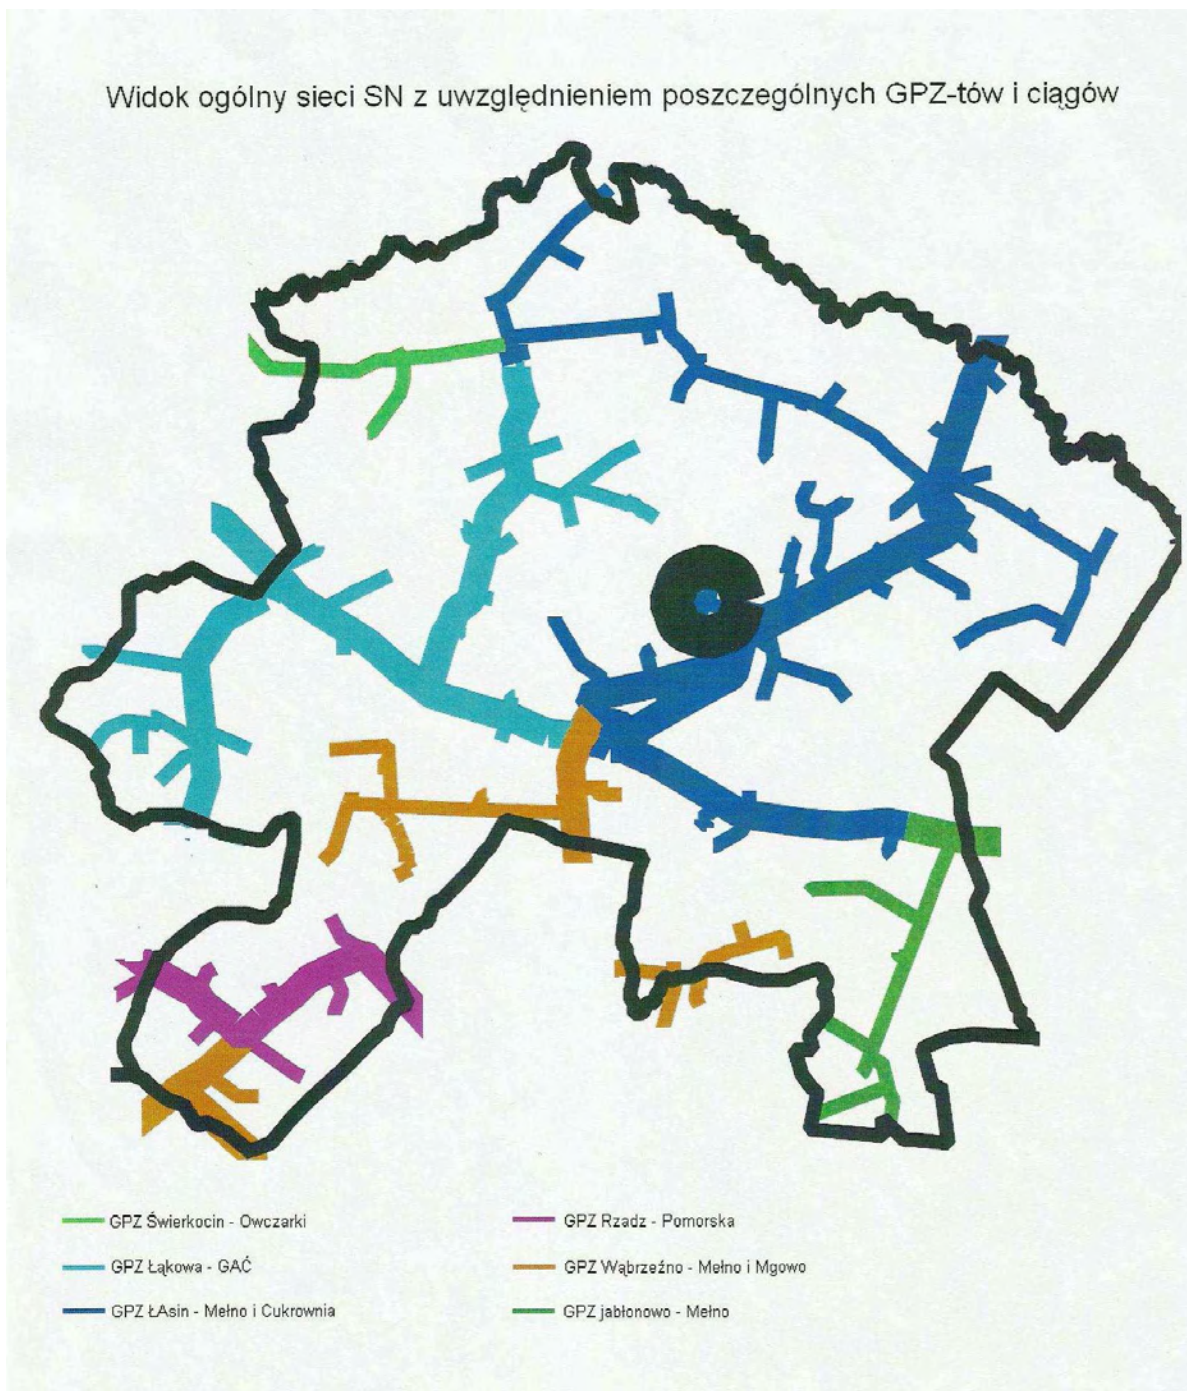 Widok ogólny sieci SN z uwzględnieniem poszczególnych GPZ-tów i ciągów
GPZ Świerkocin - Owczarki
GPZ Łąkowa - GAĆ
GPZ ŁAsin - Mełno i Cukrownia
GPZ Rządz - Pomorska
GPZ Wąbrzeźno - Mełno i Mgowo
GPZ jabłonowo - Mełno